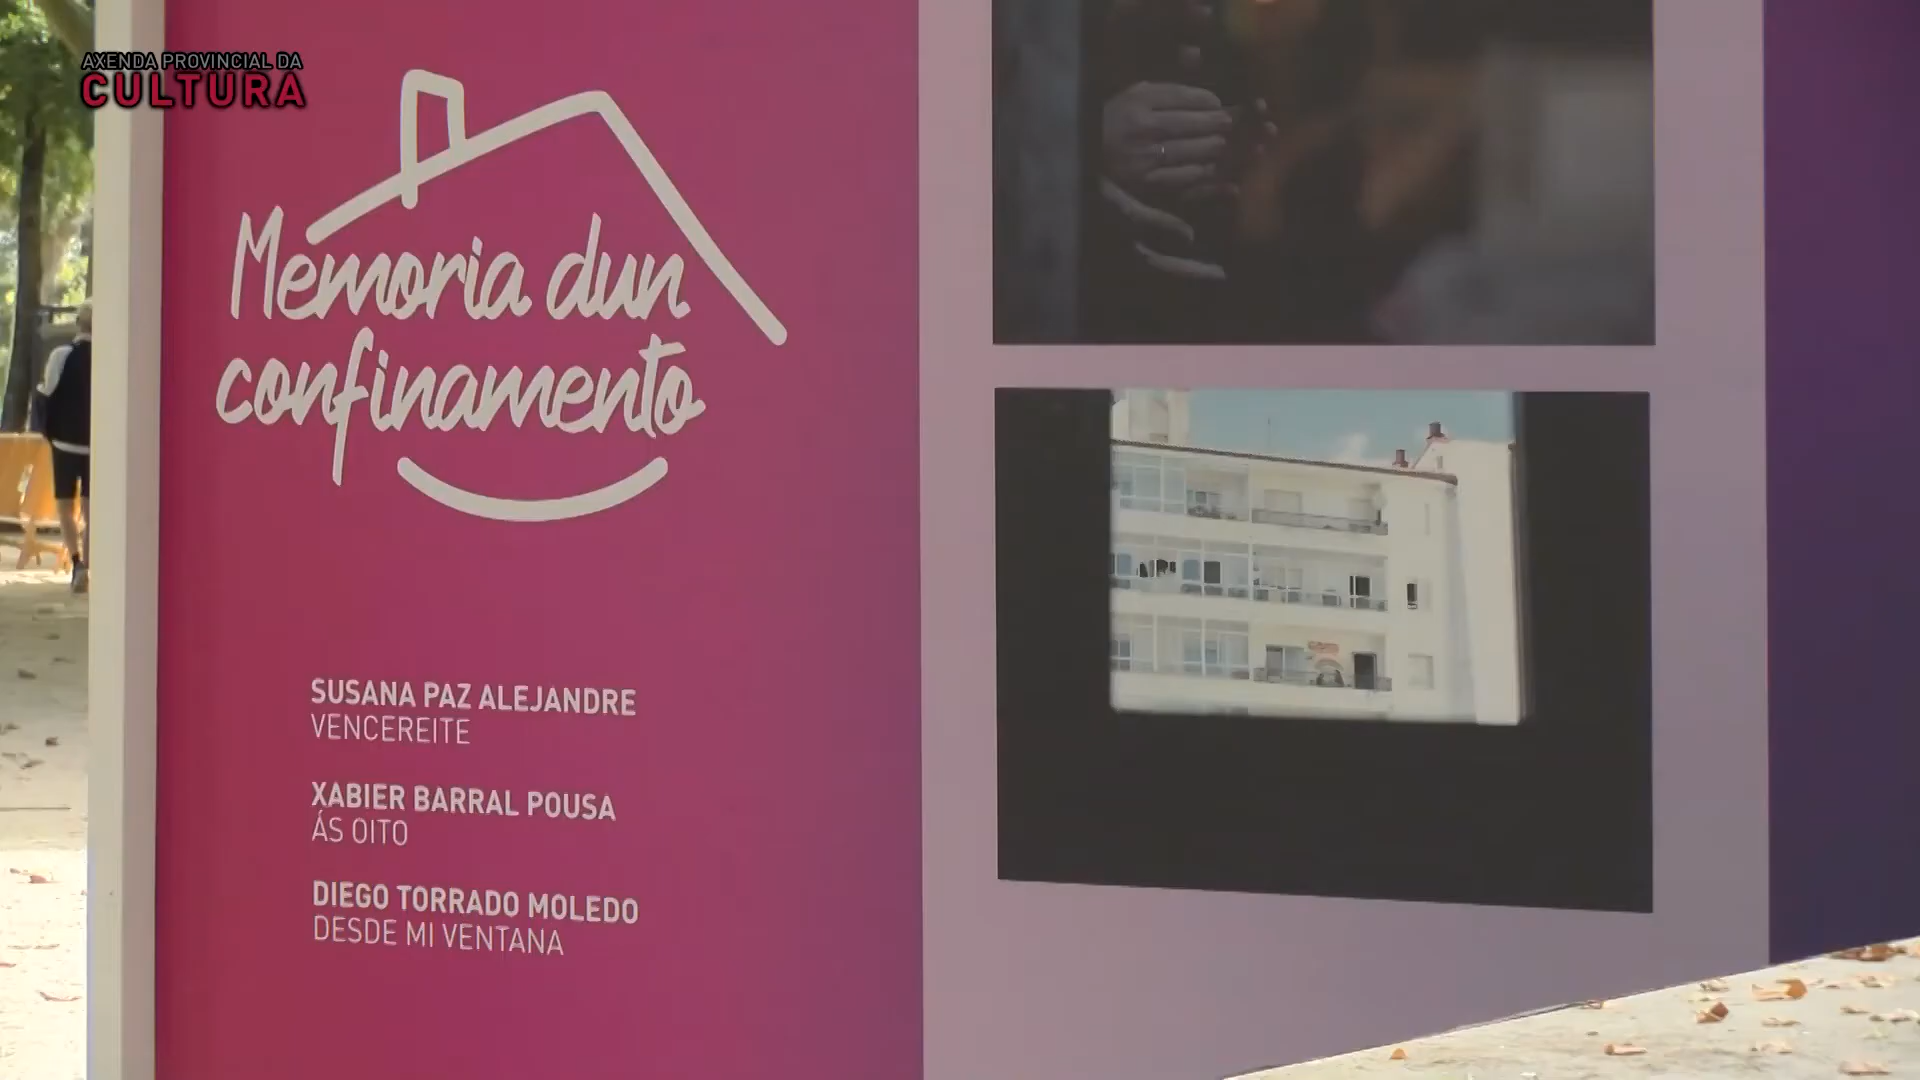 AXENDA PROVINCIAL DA
CULTURA
Memoria dun
confinamento
SUSANA PAZ ALEJANDRE
VENCEREITE
XABIER BARRAL POUSA
ÁS OITO
DIEGO TORRADO MOLEDO
DESDE MI VENTANA